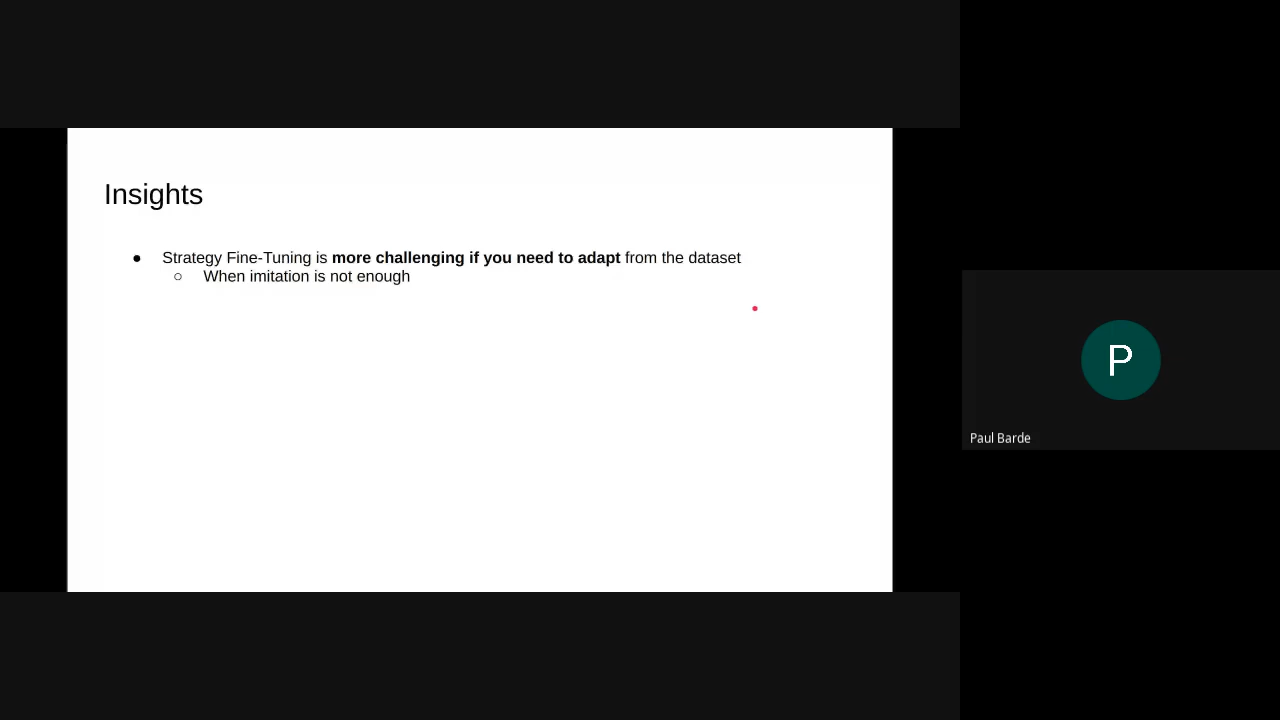 Insights
● Strategy Fine-Tuning is more challenging if you need to adapt from the dataset
○ When imitation is not enough
P
Paul Barde